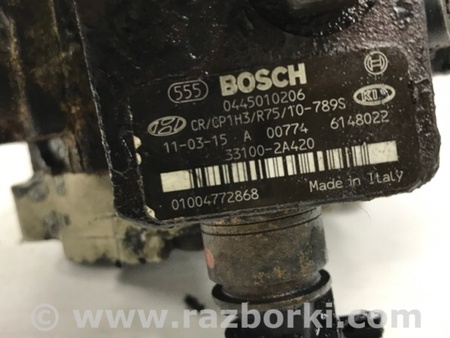 555 BOSCH
0445010206
CR/CP1H3/R75/10-789S
11-03-15 A 00774 6148022
33100-2A420
01004772868 Made in Italy
© www.razborki.com